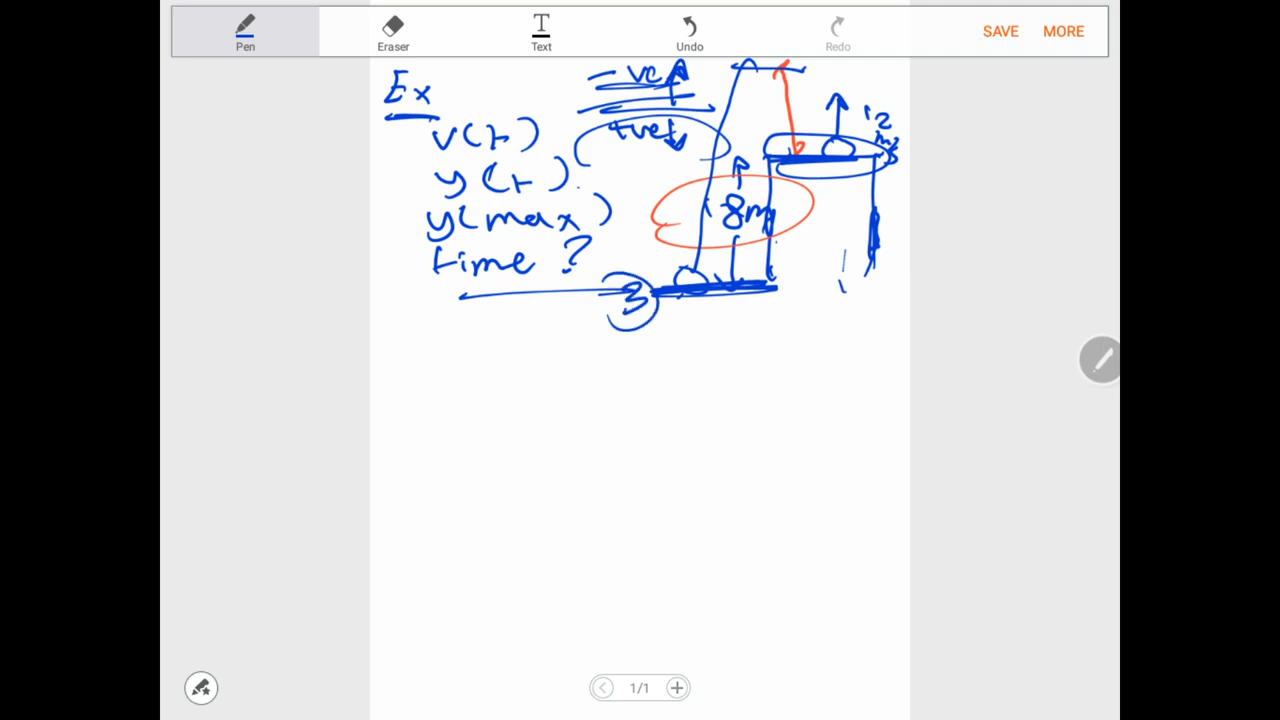 Pen
Eraser
Text
Undo
Redo
SAVE
MORE
Ex
- ve
v(t)
+ve
12
m/s
y(t)
y(max)
8m
time ?
3
1/1